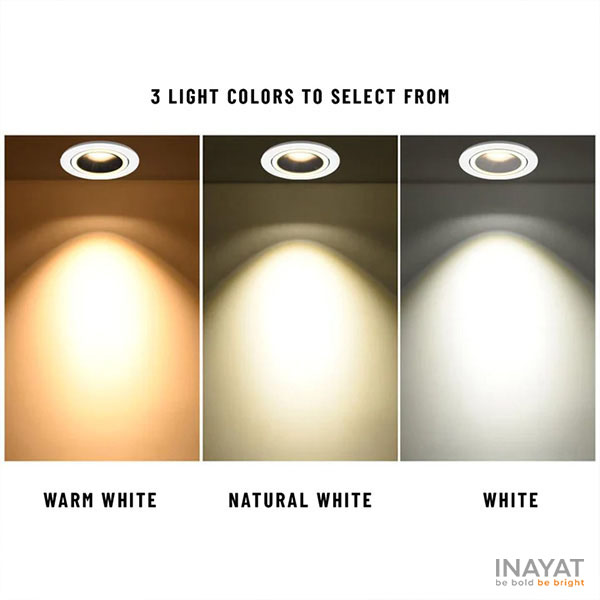 3 LIGHT COLORS TO SELECT FROM
WARM WHITE
NATURAL WHITE
WHITE
INAYAT
be bold be bright